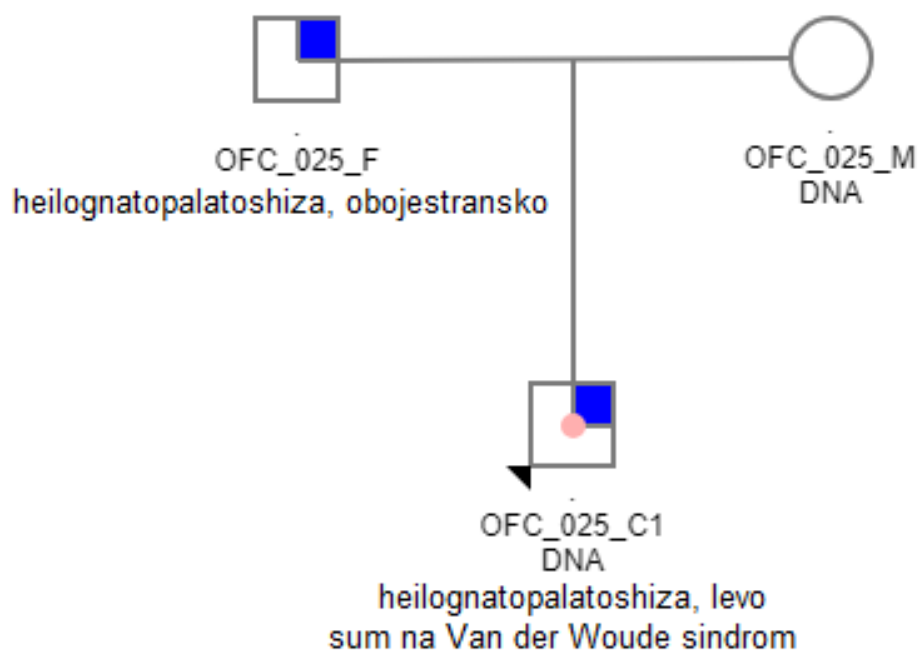 OFC_025_F
heilognatopalatoshiza, obojestransko
OFC_025_M
DNA
OFC_025_C1
DNA
heilognatopalatoshiza, levo
sum na Van der Woude sindrom